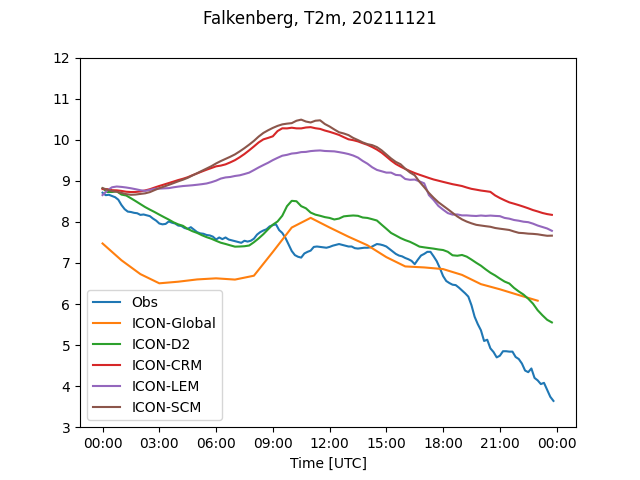 Falkenberg, T2m, 20211121
12
11
10
9
8
7
6
5
4
3
Obs
ICON-Global
ICON-D2
ICON-CRM
ICON-LEM
ICON-SCM
00:00 03:00 06:00 09:00 12:00 15:00 18:00 21:00 00:00
Time [UTC]